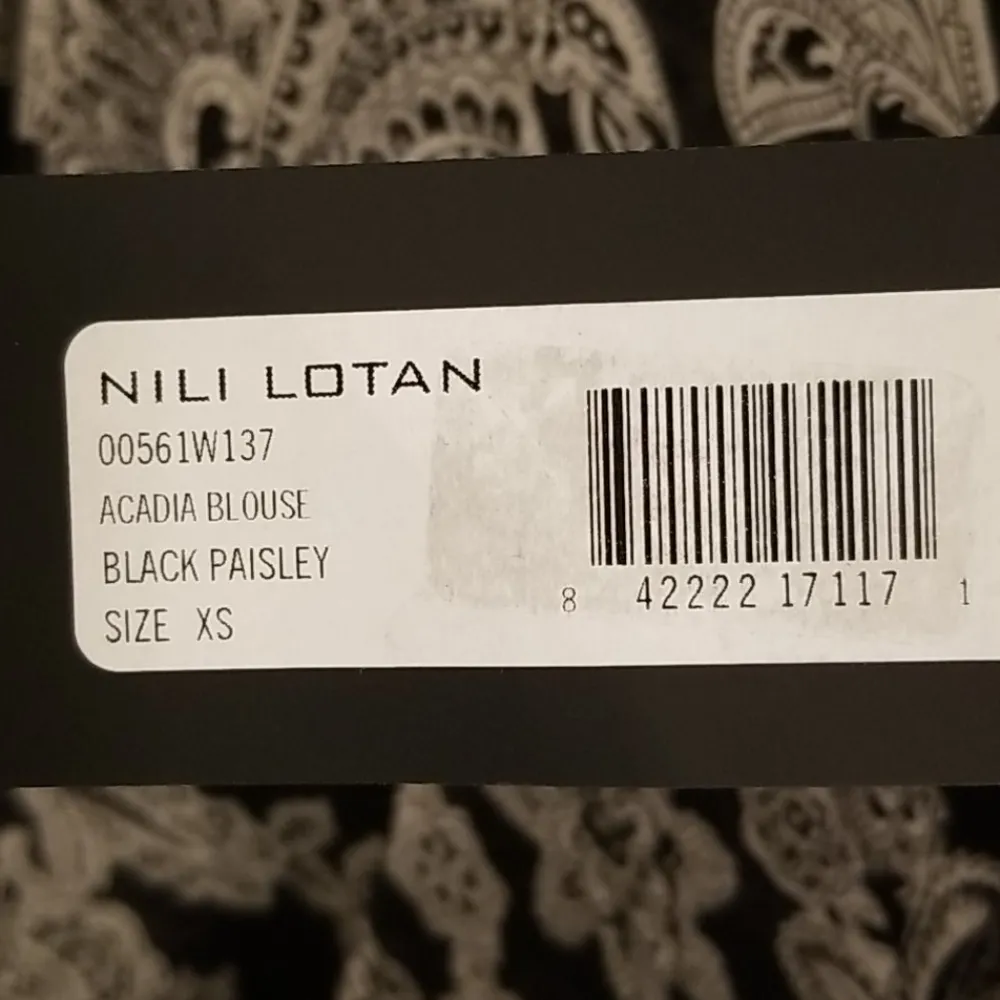 NILI LOTAN
00561W137
ACADIA BLOUSE
BLACK PAISLEY
SIZE XS
8 42222 17117 1